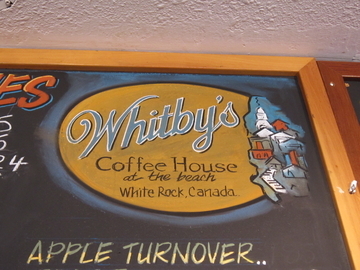 Whitby's
Coffee House
at the beach
White Rock, Canada
APPLE TURNOVER..